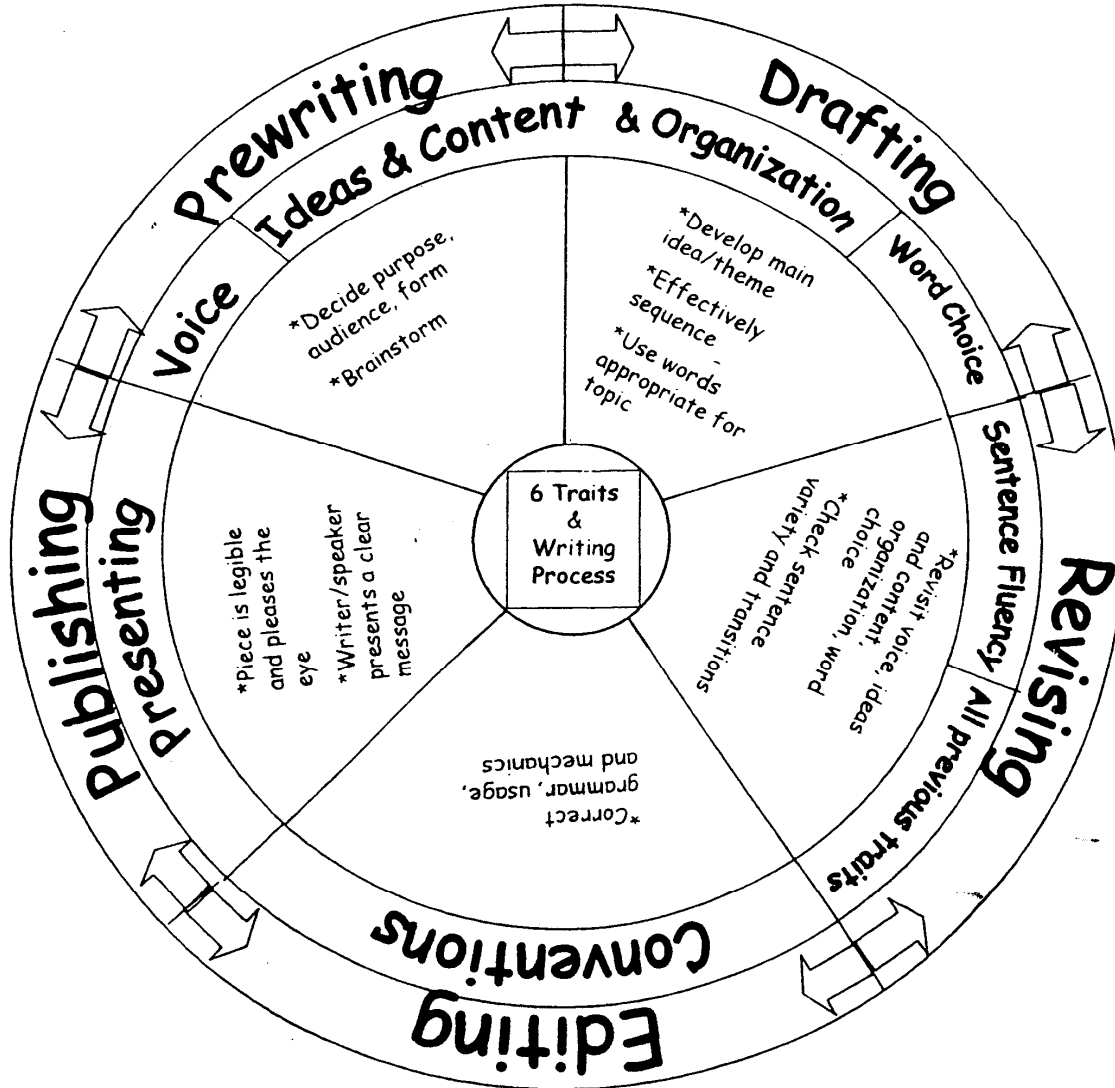 6 Traits
&
Writing
Process
Prewriting
Voice
Ideas & Content & Organization
*Decide purpose,
audience, form
*Brainstorm
Drafting
Word Choice
*Develop main
idea/theme
*Effectively
sequence
*Use words
appropriate for
topic
Revising
Sentence Fluency
All previous traits
*Revisit voice, ideas
and content,
organization, word
choice
*Check sentence
variety and transitions
Editing
Conventions
*Correct
grammar, usage,
and mechanics
Publishing
Presenting
*Piece is legible
and pleases the
eye
*Writer/speaker
presents a clear
message